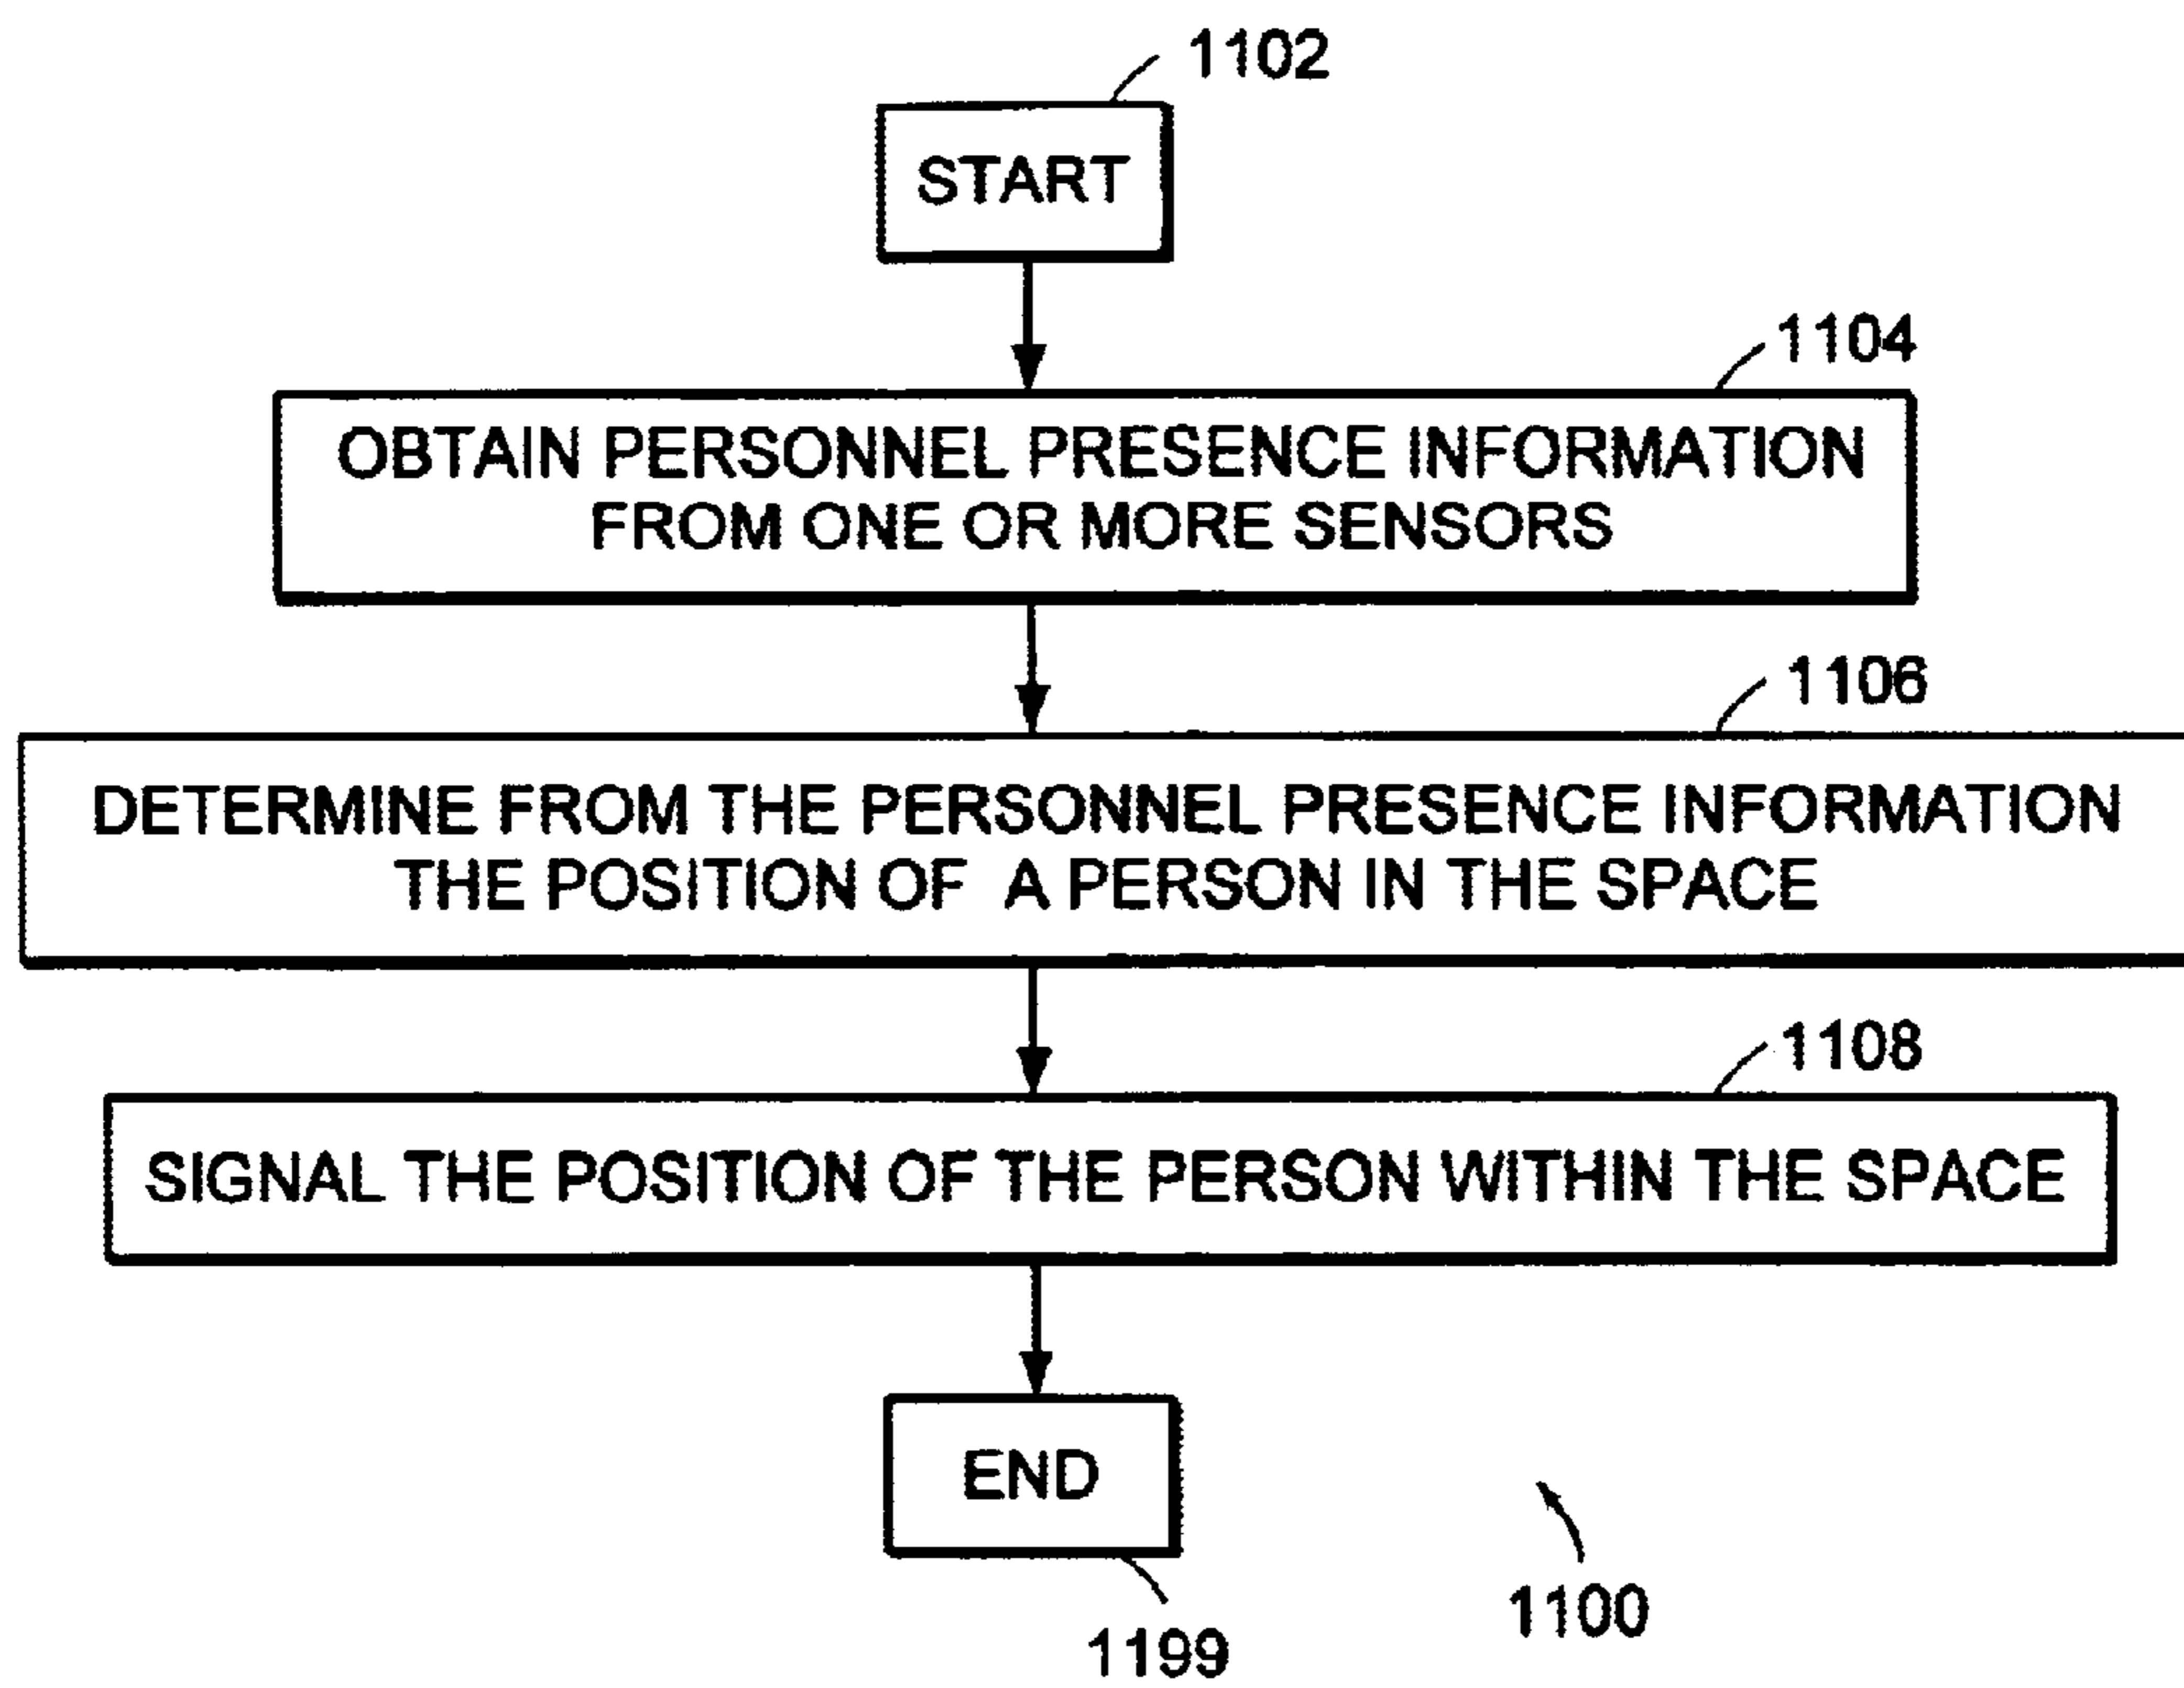 1102
START
1104
OBTAIN PERSONNEL PRESENCE INFORMATION
FROM ONE OR MORE SENSORS
1106
DETERMINE FROM THE PERSONNEL PRESENCE INFORMATION
THE POSITION OF A PERSON IN THE SPACE
1108
SIGNAL THE POSITION OF THE PERSON WITHIN THE SPACE
END
1100
1199